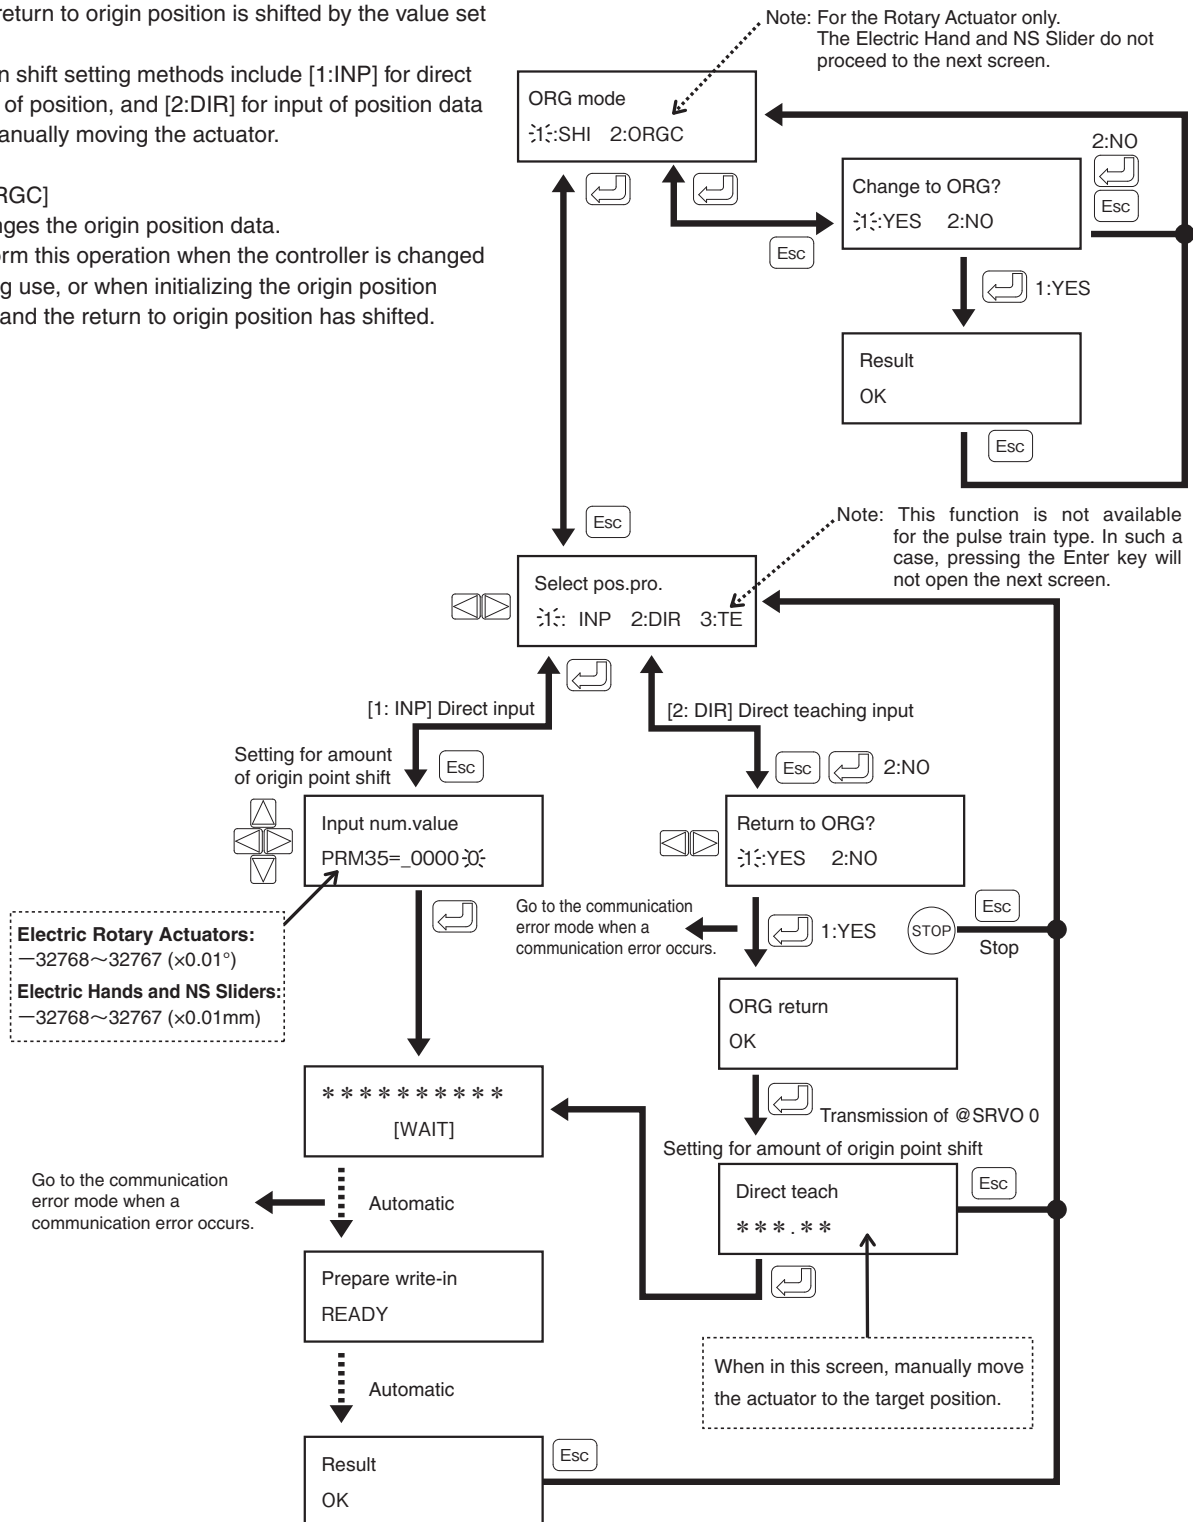 return to origin position is shifted by the value set
n shift setting methods include [1:INP] for direct
of position, and [2:DIR] for input of position data
anually moving the actuator.
RGC]
nges the origin position data.
orm this operation when the controller is changed
g use, or when initializing the origin position
and the return to origin position has shifted.
Note: For the Rotary Actuator only.
The Electric Hand and NS Slider do not
proceed to the next screen.
ORG mode
1:SHI 2:ORGC
2:NO
Esc
Change to ORG?
1:YES 2:NO
Esc
1:YES
Result
OK
Esc
Esc
Note: This function is not available
for the pulse train type. In such a
case, pressing the Enter key will
not open the next screen.
Select pos.pro.
1: INP 2:DIR 3:TE
[1: INP] Direct input
[2: DIR] Direct teaching input
Setting for amount
of origin point shift
Esc
Esc 2:NO
Input num.value
PRM35=_0000 0
Return to ORG?
1:YES 2:NO
Electric Rotary Actuators:
−32768～32767 (×0.01°)
Electric Hands and NS Sliders:
−32768～32767 (×0.01mm)
Go to the communication
error mode when a
communication error occurs.
1:YES
STOP
Esc
Stop
ORG return
OK
Transmission of @SRVO 0
Setting for amount of origin point shift
Direct teach
***.**
Esc
**********
[WAIT]
Go to the communication
error mode when a
communication error occurs.
Automatic
Prepare write-in
READY
When in this screen, manually move
the actuator to the target position.
Automatic
Result
OK
Esc